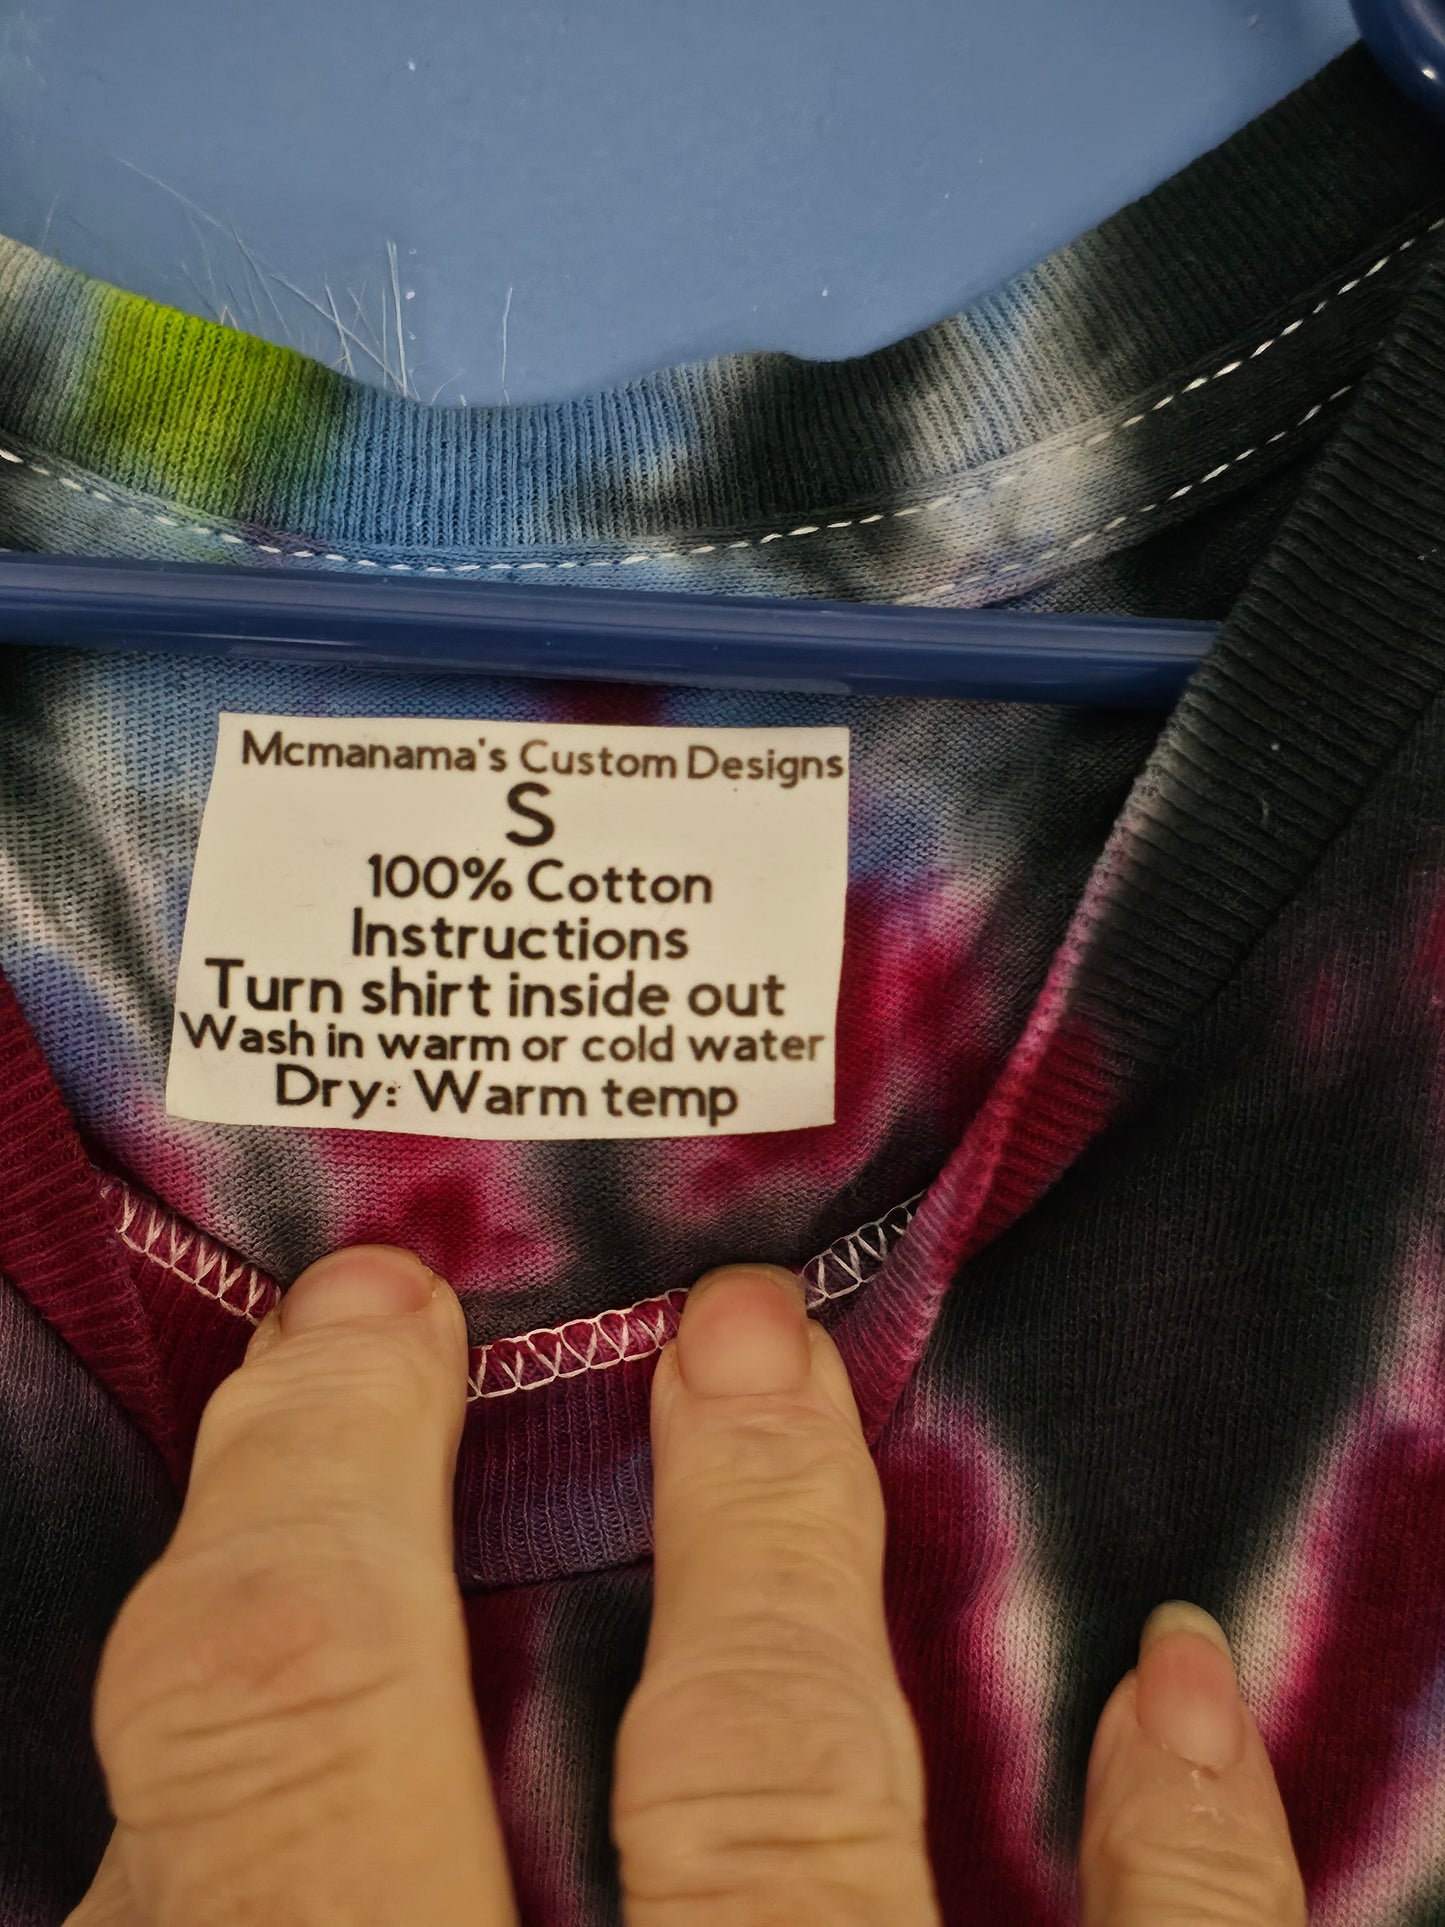 Mcmanama's Custom Designs
S
100% Cotton
Instructions
Turn shirt inside out
Wash in warm or cold water
Dry: Warm temp